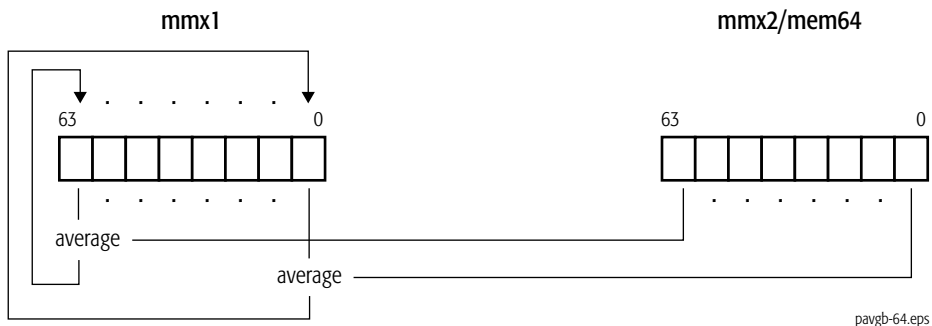 mmx1 mmx2/mem64
. . . . . .
63 0 63 0
. . . . . . . . . . . .
average
average
pavgb-64.eps